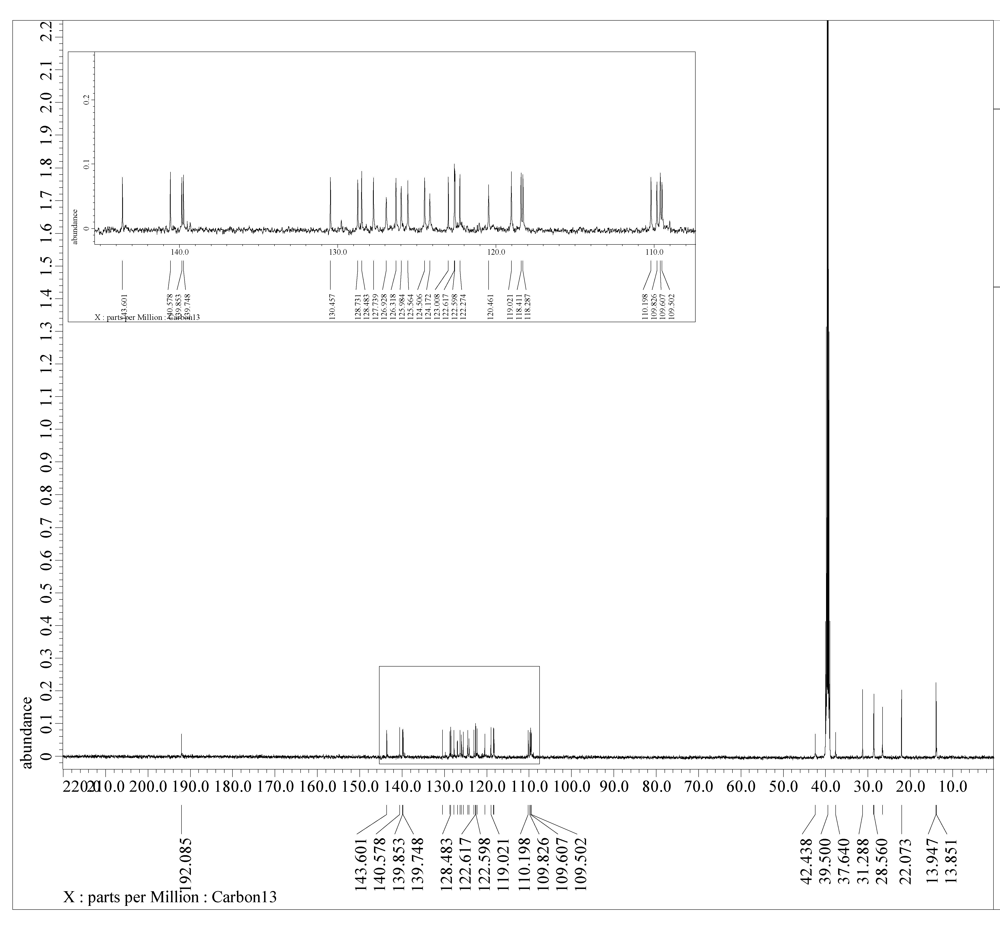 abundance
0 0.1 0.2 0.3 0.4 0.5 0.6 0.7 0.8 0.9 1.0 1.1 1.2 1.3 1.4 1.5 1.6 1.7 1.8 1.9 2.0 2.1 2.2
abundance
0 0.1 0.2
140.0 130.0 120.0 110.0
143.601 140.578 139.853 139.748 130.457 128.731 128.483 127.739 126.928 126.318 125.984 125.564 124.506 124.172 123.008 122.617 122.598 122.274 120.461 119.021 118.411 118.287 110.198 109.826 109.607 109.502
X : parts per Million : Carbon13
220.0 210.0 200.0 190.0 180.0 170.0 160.0 150.0 140.0 130.0 120.0 110.0 100.0 90.0 80.0 70.0 60.0 50.0 40.0 30.0 20.0 10.0
192.085 143.601 140.578 139.853 139.748 128.483 122.617 122.598 119.021 110.198 109.826 109.607 109.502 42.438 39.500 37.640 31.288 28.560 22.073 13.947 13.851
X : parts per Million : Carbon13